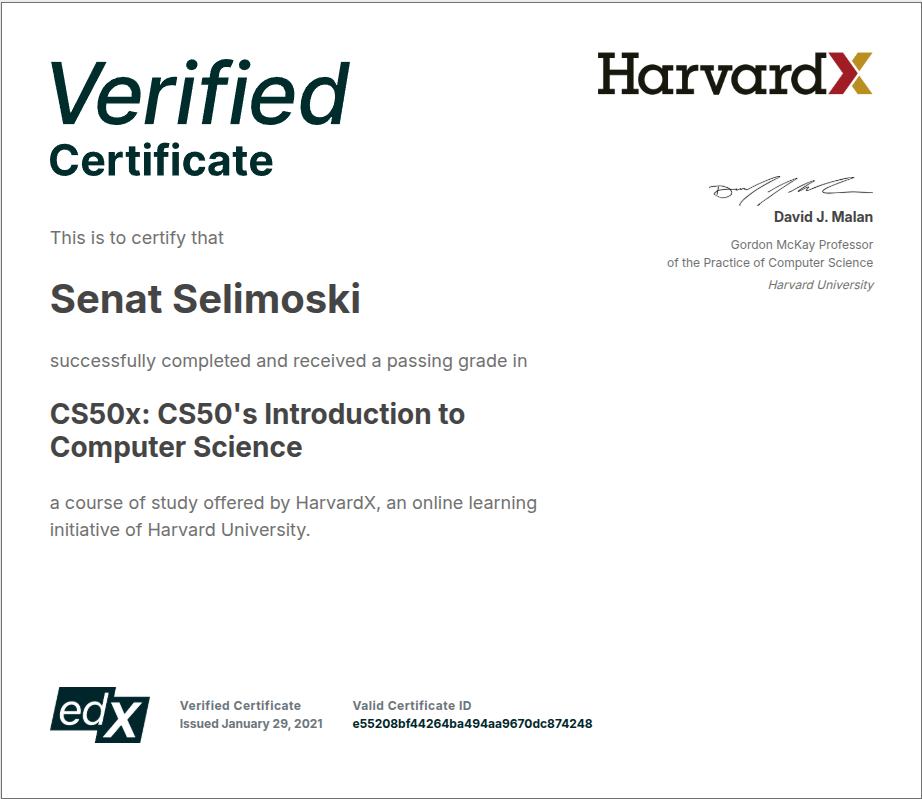 Verified
Certificate
HarvardX
David J. Malan
Gordon McKay Professor
of the Practice of Computer Science
Harvard University
This is to certify that
Senat Selimoski
successfully completed and received a passing grade in
CS50x: CS50's Introduction to
Computer Science
a course of study offered by HarvardX, an online learning
initiative of Harvard University.
edX
Verified Certificate
Issued January 29, 2021
Valid Certificate ID
e55208bf44264ba494aa9670dc874248